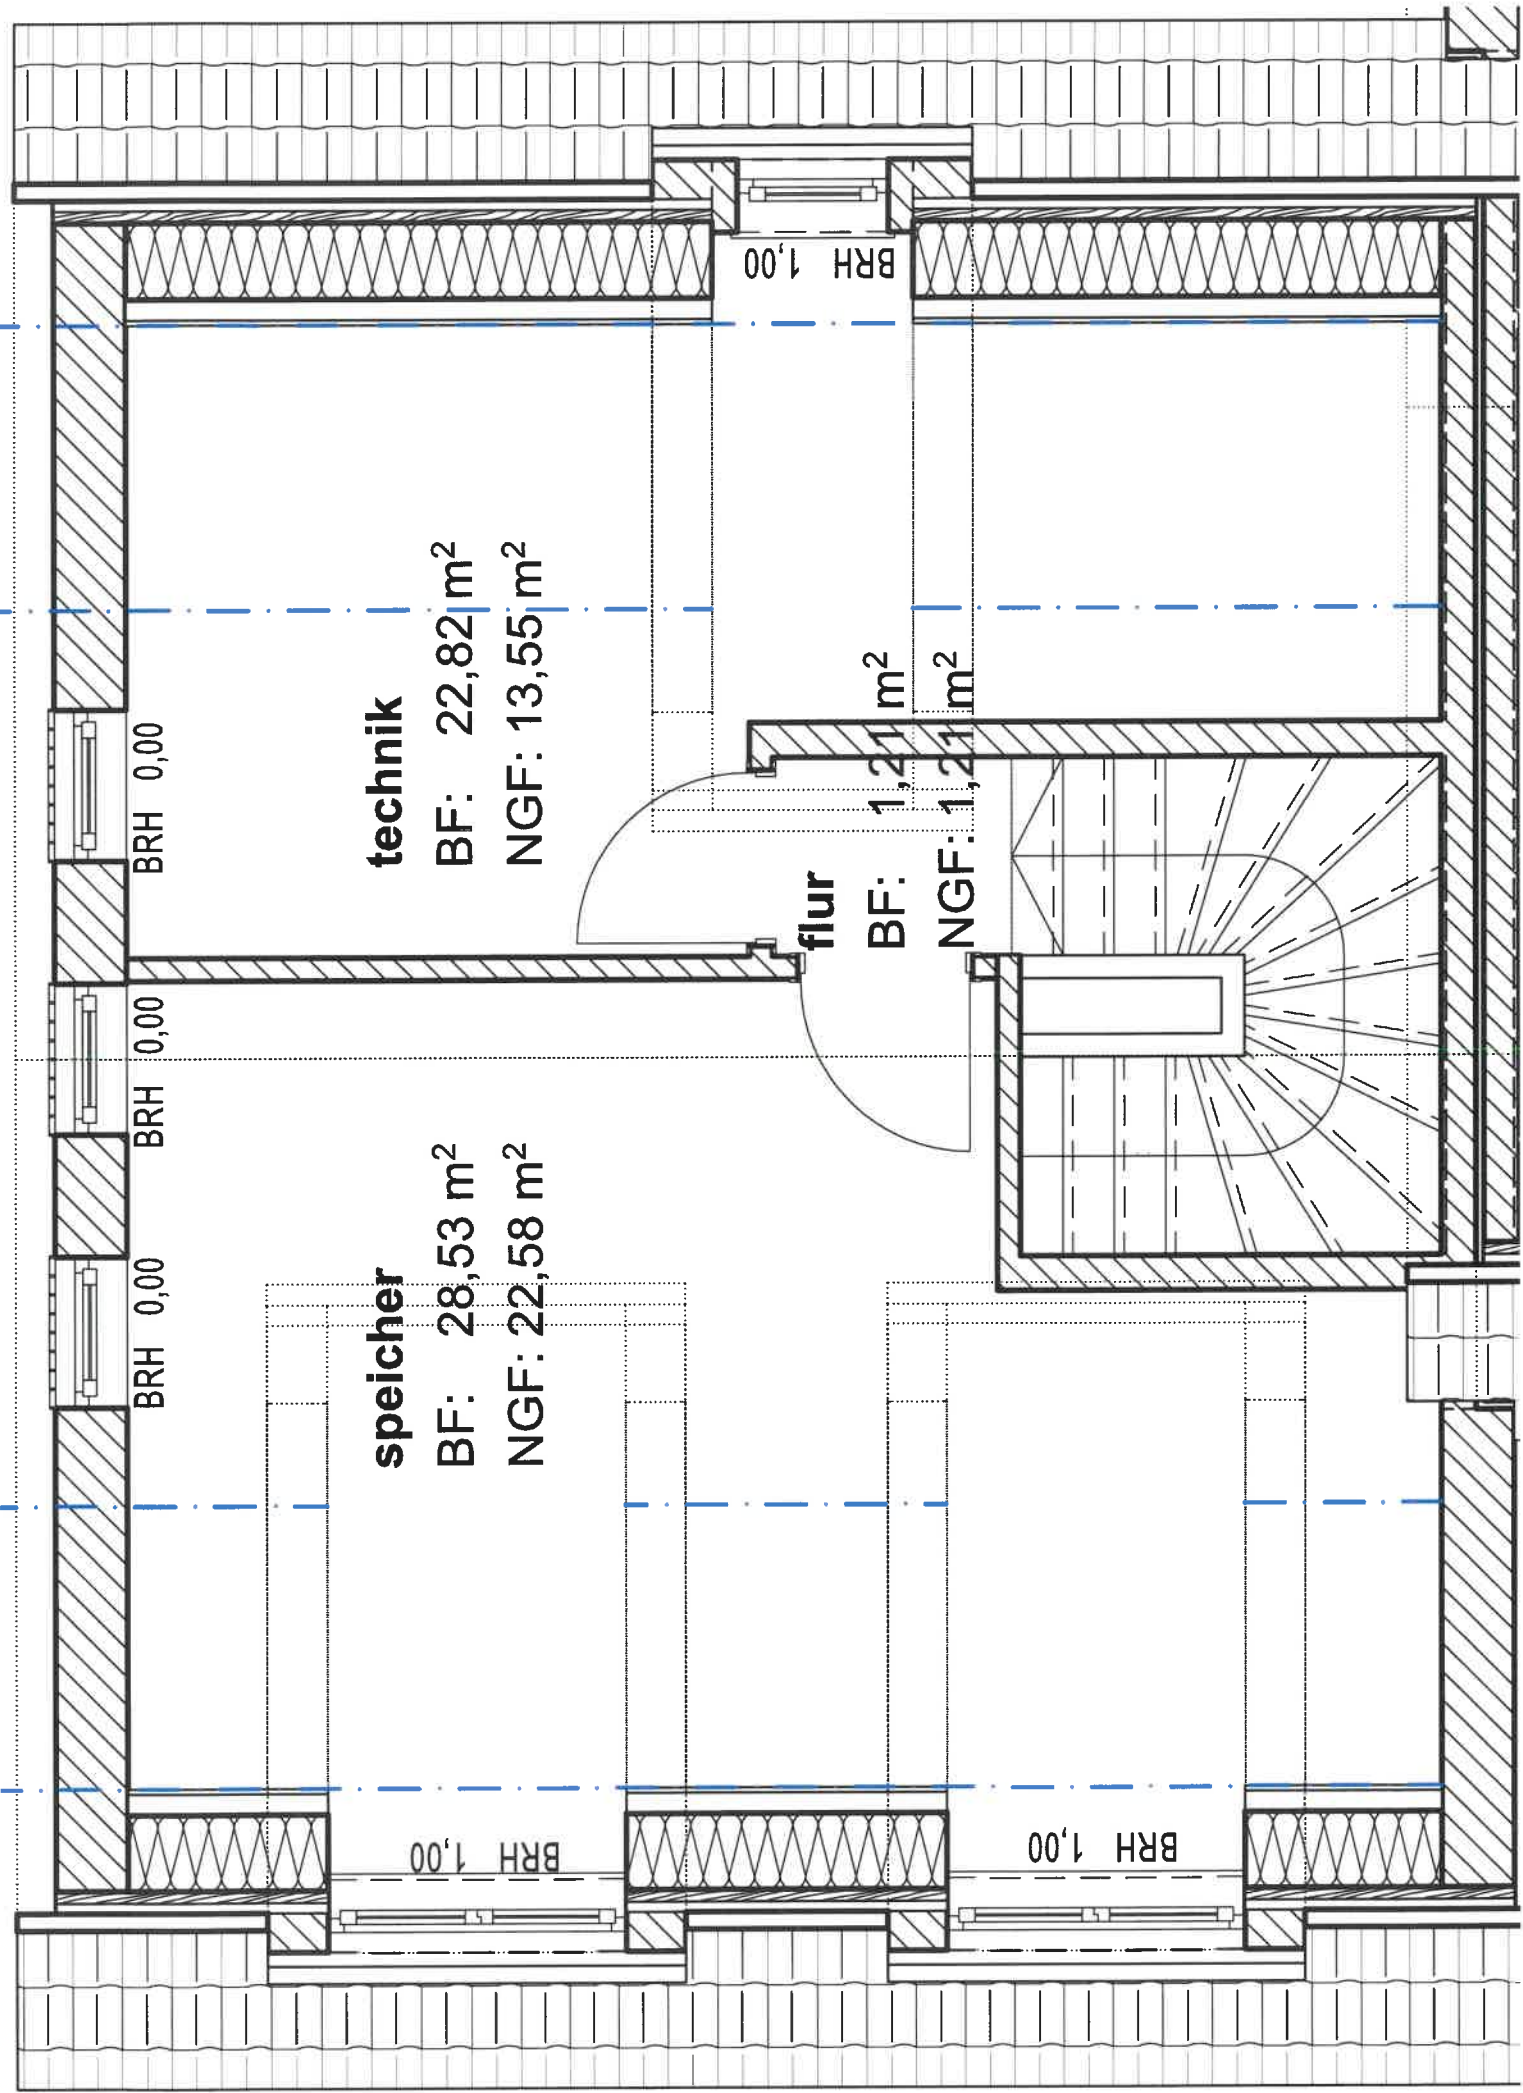 speicher
BF: 28,53 m²
NGF: 22,58 m²
technik
BF: 22,82 m²
NGF: 13,55 m²
flur
BF: 1,21 m²
NGF: 1,21 m²
BRH 0,00
BRH 0,00
BRH 0,00
BRH 1,00
BRH 1,00
BRH 1,00